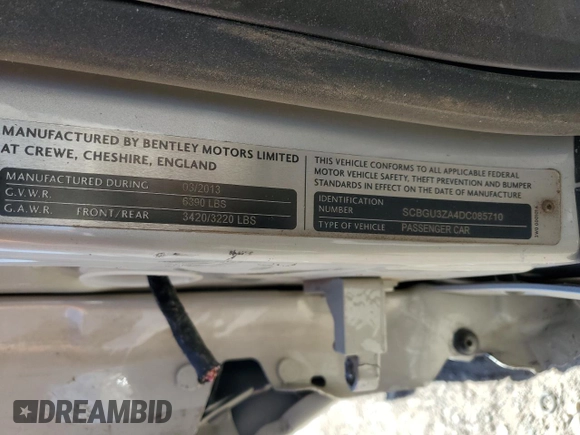 MANUFACTURED BY BENTLEY MOTORS LIMITED
AT CREWE, CHESHIRE, ENGLAND
MANUFACTURED DURING 03/2013
G.V.W.R. 6390 LBS
G.A.W.R. FRONT/REAR 3420/3220 LBS
THIS VEHICLE CONFORMS TO ALL APPLICABLE FEDERAL
MOTOR VEHICLE SAFETY, THEFT PREVENTION AND BUMPER
STANDARDS IN EFFECT ON THE DATE OF MANUFACTURE
IDENTIFICATION
NUMBER SCBGU3ZA4DC085710
TYPE OF VEHICLE PASSENGER CAR
DREAMBID